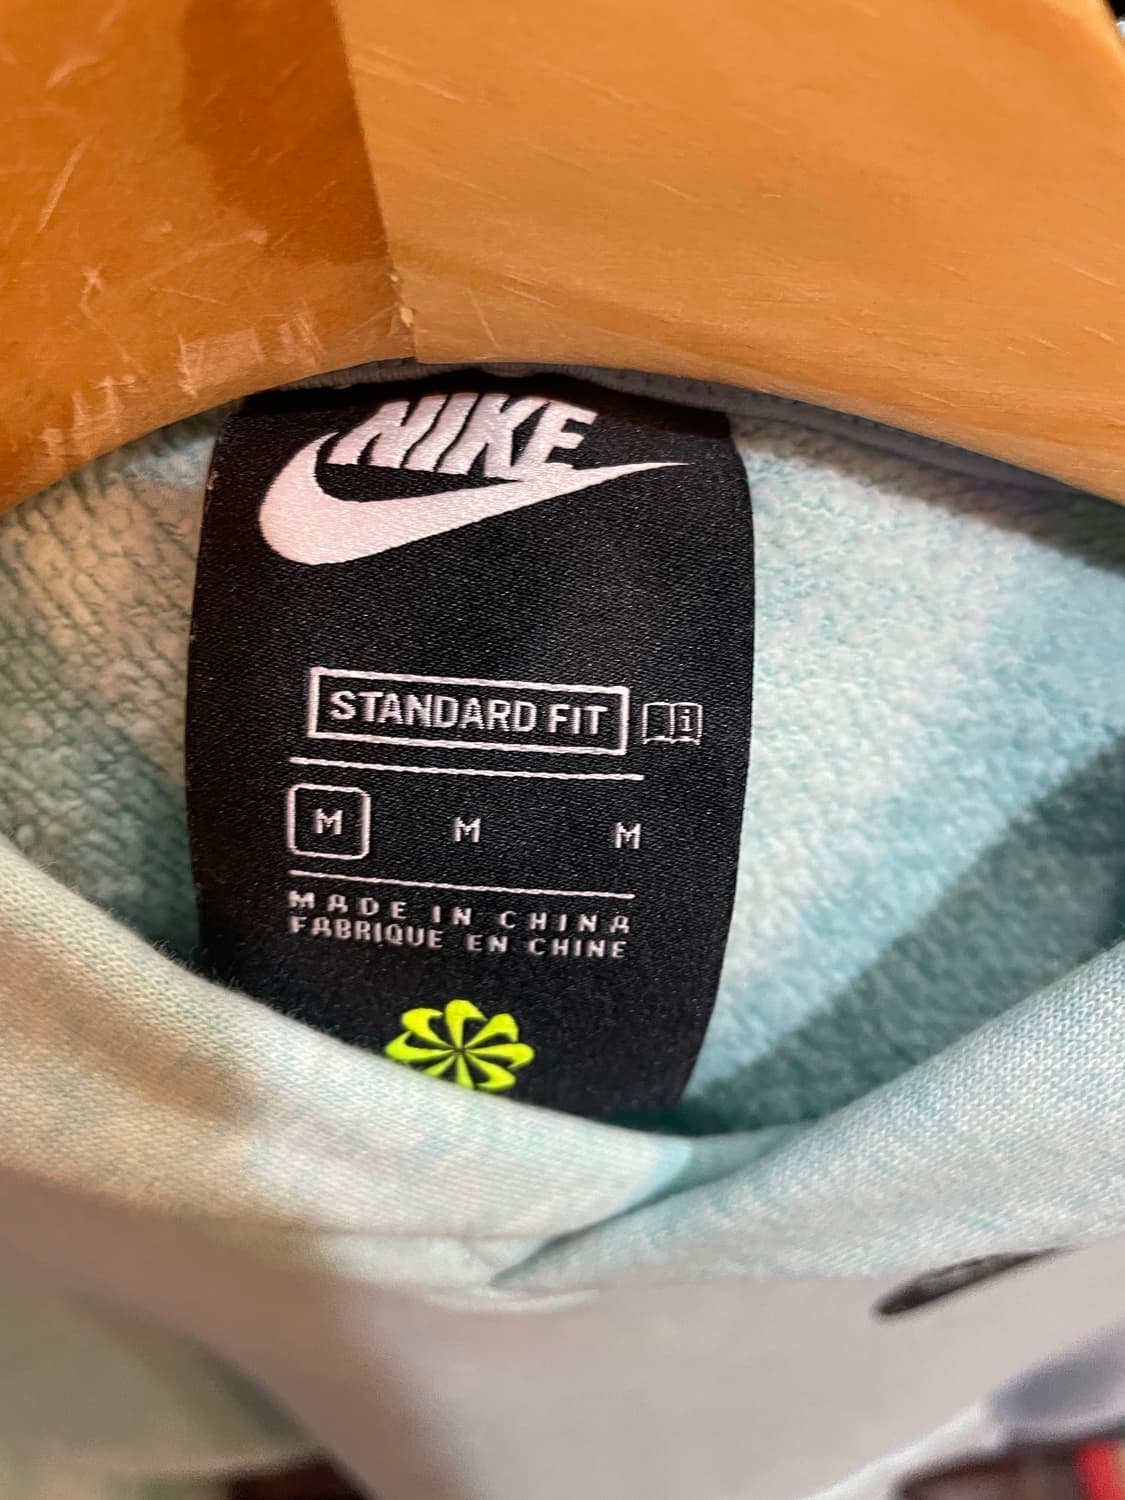 NIKE
STANDARD FIT
M M M
MADE IN CHINA
FABRIQUE EN CHINE